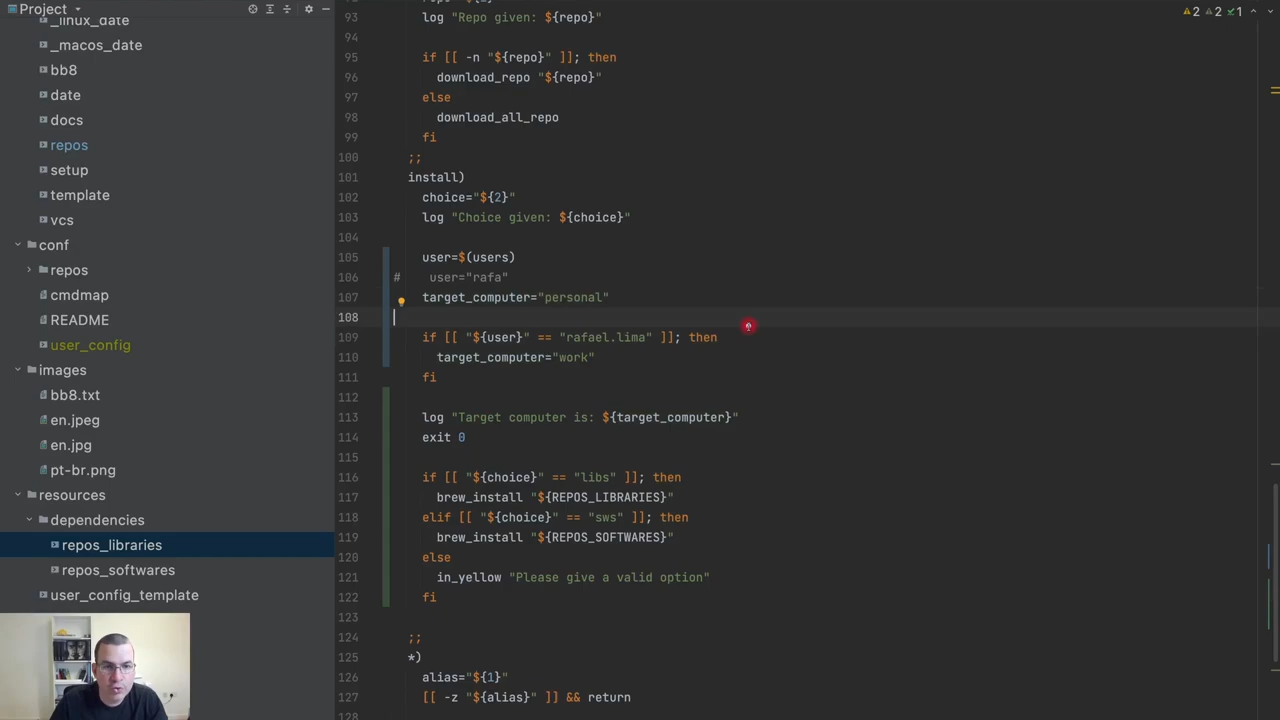 Project
_linux_date
_macos_date
bb8
date
docs
repos
setup
template
vcs
conf
repos
cmdmap
README
user_config
images
bb8.txt
en.jpeg
en.jpg
pt-br.png
resources
dependencies
repos_libraries
repos_softwares
user_config_template
2 2 1
93 log "Repo given: ${repo}"
94
95 if [[ -n "${repo}" ]]; then
96 download_repo "${repo}"
97 else
98 download_all_repo
99 fi
100 ;;
101 install)
102 choice="${2}"
103 log "Choice given: ${choice}"
104
105 user=$(users)
106 # user="rafa"
107 target_computer="personal"
108
109 if [[ "${user}" == "rafael.lima" ]]; then
110 target_computer="work"
111 fi
112
113 log "Target computer is: ${target_computer}"
114 exit 0
115
116 if [[ "${choice}" == "libs" ]]; then
117 brew_install "${REPOS_LIBRARIES}"
118 elif [[ "${choice}" == "sws" ]]; then
119 brew_install "${REPOS_SOFTWARES}"
120 else
121 in_yellow "Please give a valid option"
122 fi
123
124 ;;
125 *)
126 alias="${1}"
127 [[ -z "${alias}" ]] && return
128